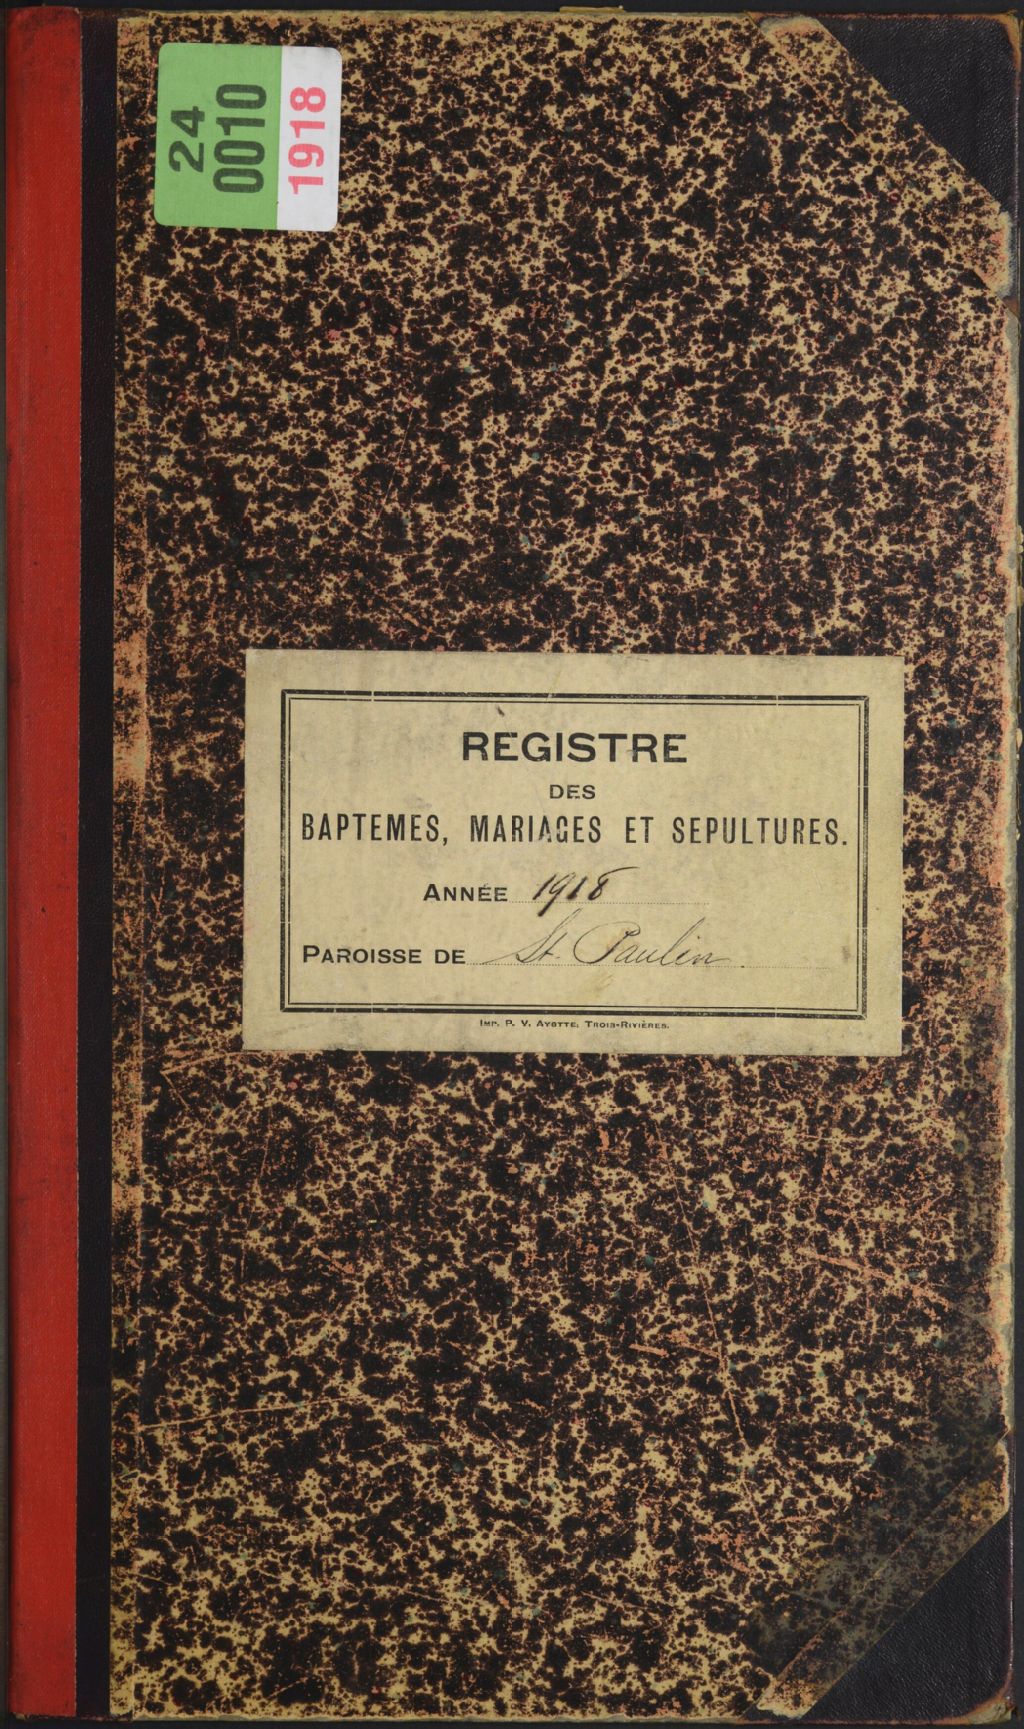 24
0010
1918
REGISTRE
DES
BAPTEMES, MARIAGES ET SEPULTURES.
ANNÉE 1918
PAROISSE DE St. Paulin
IMP. P. V. AYOTTE, TROIS-RIVIÈRES.